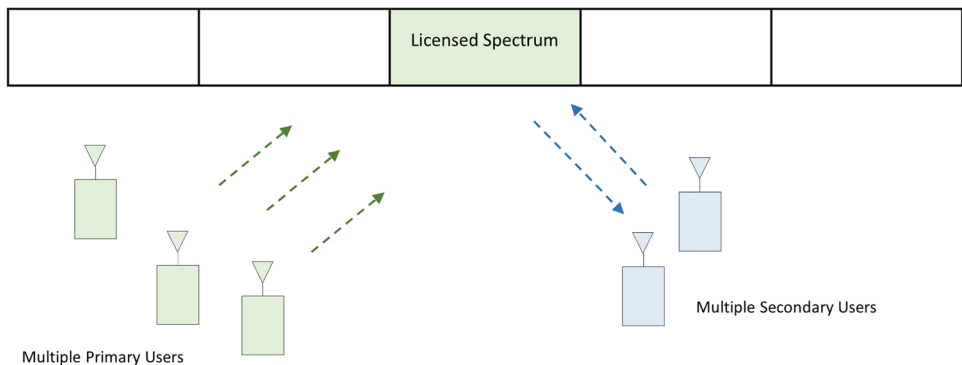 Licensed Spectrum
Multiple Secondary Users
Multiple Primary Users